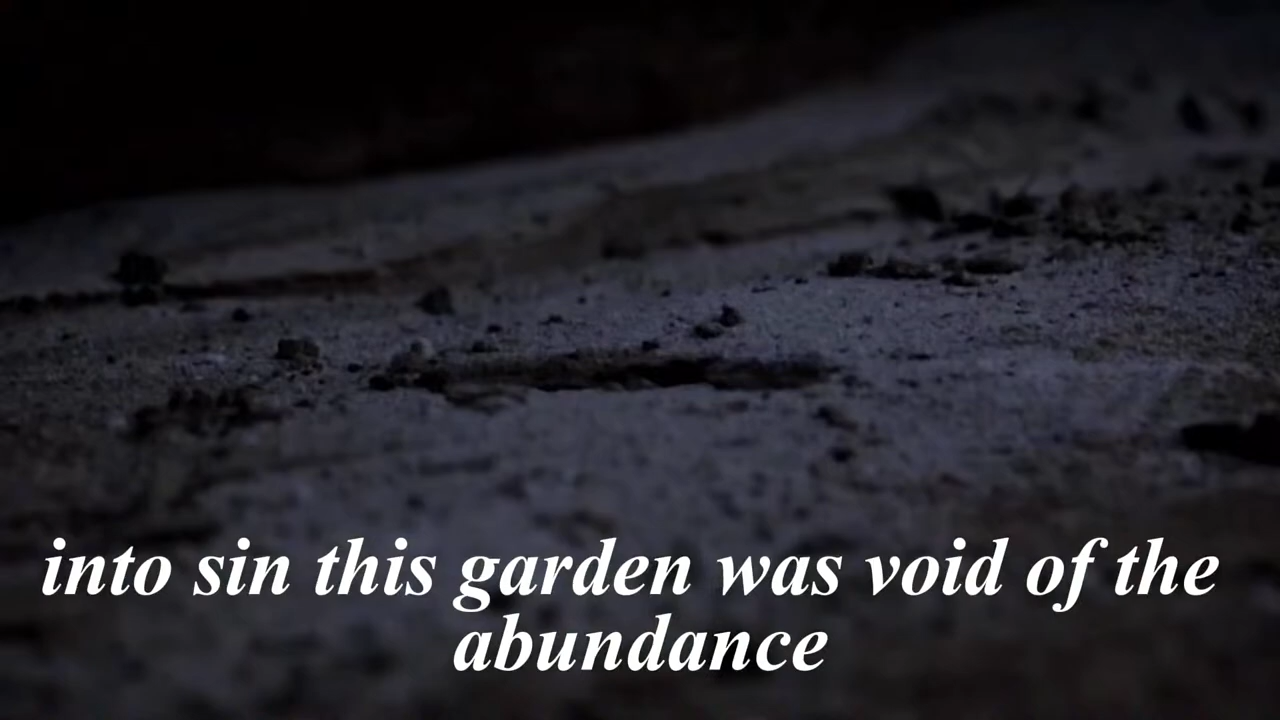 into sin this garden was void of the
abundance